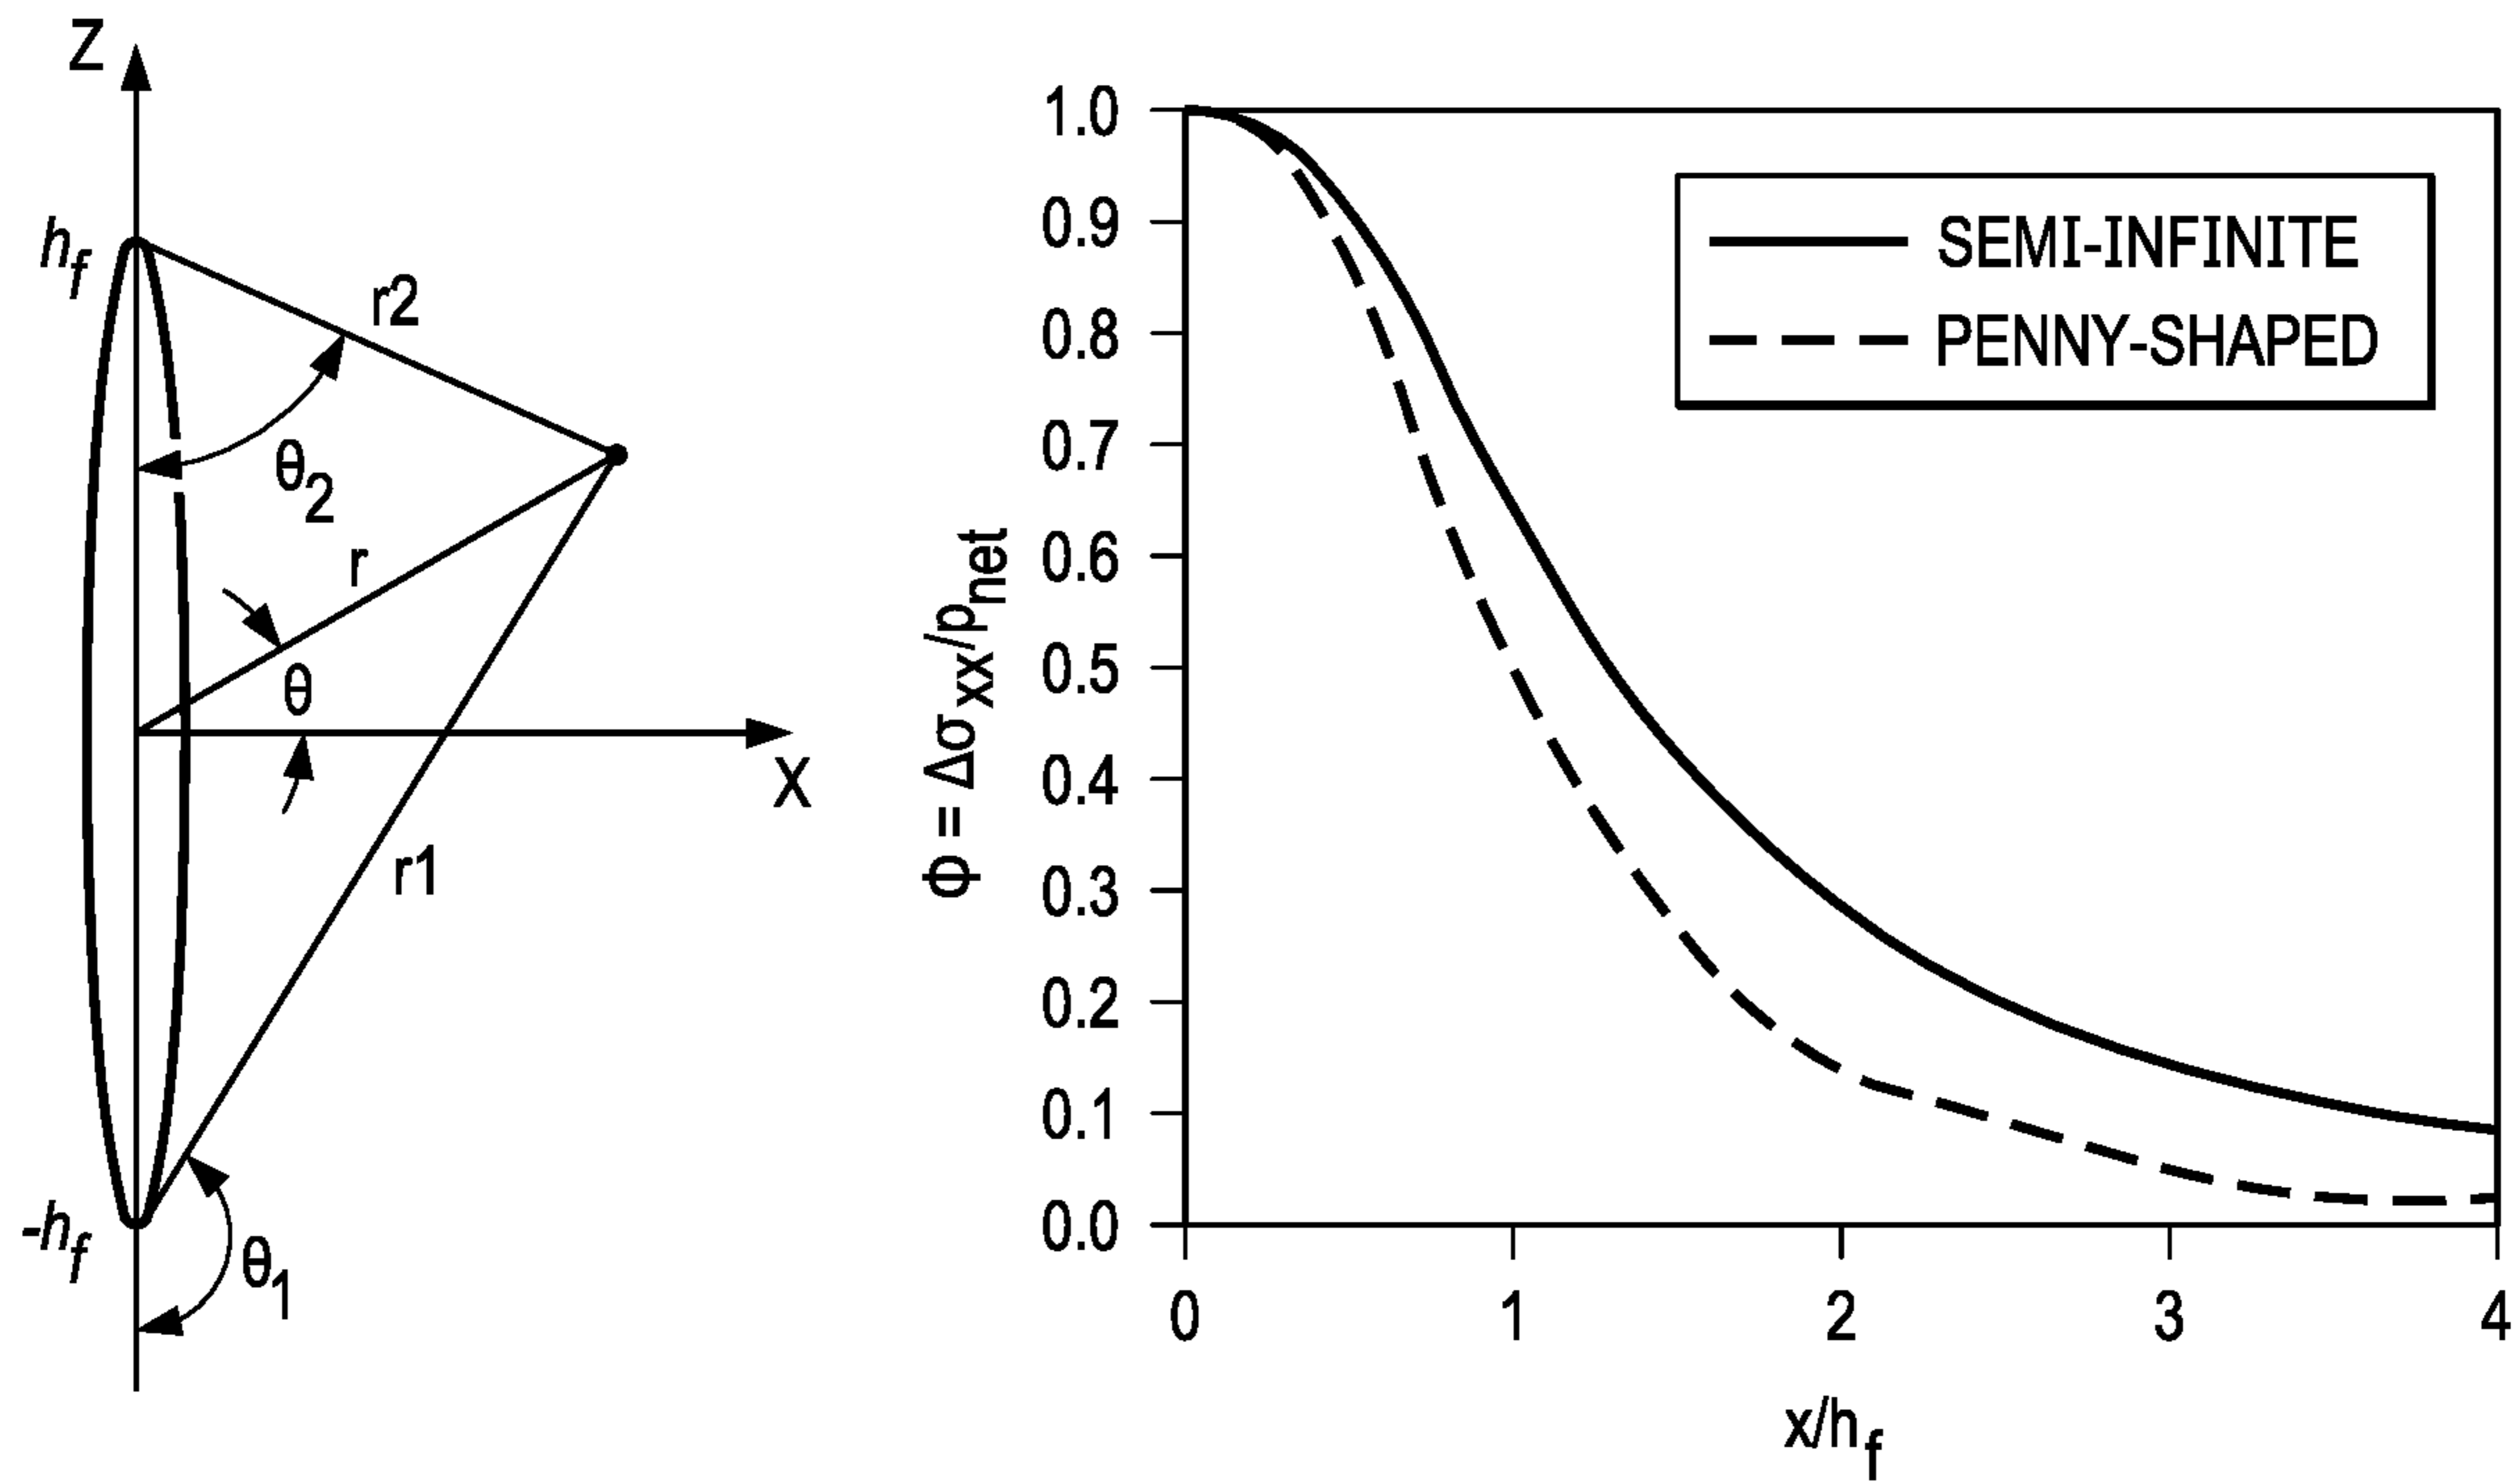 Z
h_f
r2
θ_2
r
θ
X
r1
-h_f
θ_1
ϕ = Δσ_xx/p_net
1.0
0.9
0.8
0.7
0.6
0.5
0.4
0.3
0.2
0.1
0.0
SEMI-INFINITE
PENNY-SHAPED
0 1 2 3 4
x/h_f